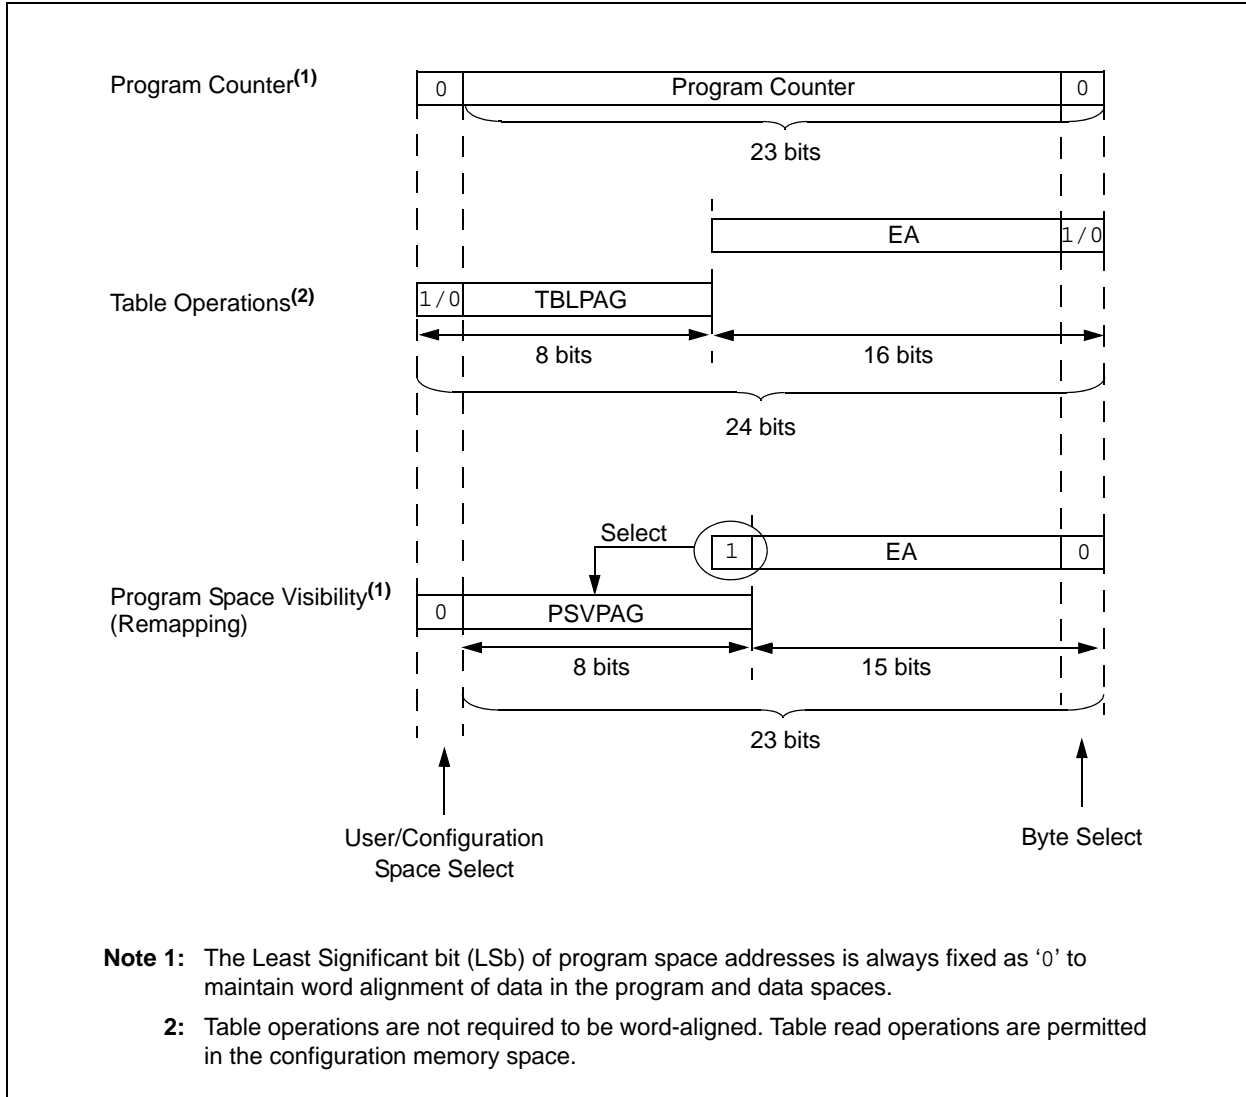 Program Counter(1)
0 Program Counter 0
23 bits
EA 1/0
Table Operations(2)
1/0 TBLPAG
8 bits 16 bits
24 bits
Select
1 EA 0
Program Space Visibility(1)
(Remapping)
0 PSVPAG
8 bits 15 bits
23 bits
User/Configuration
Space Select
Byte Select
Note 1: The Least Significant bit (LSb) of program space addresses is always fixed as ‘0’ to
maintain word alignment of data in the program and data spaces.
2: Table operations are not required to be word-aligned. Table read operations are permitted
in the configuration memory space.